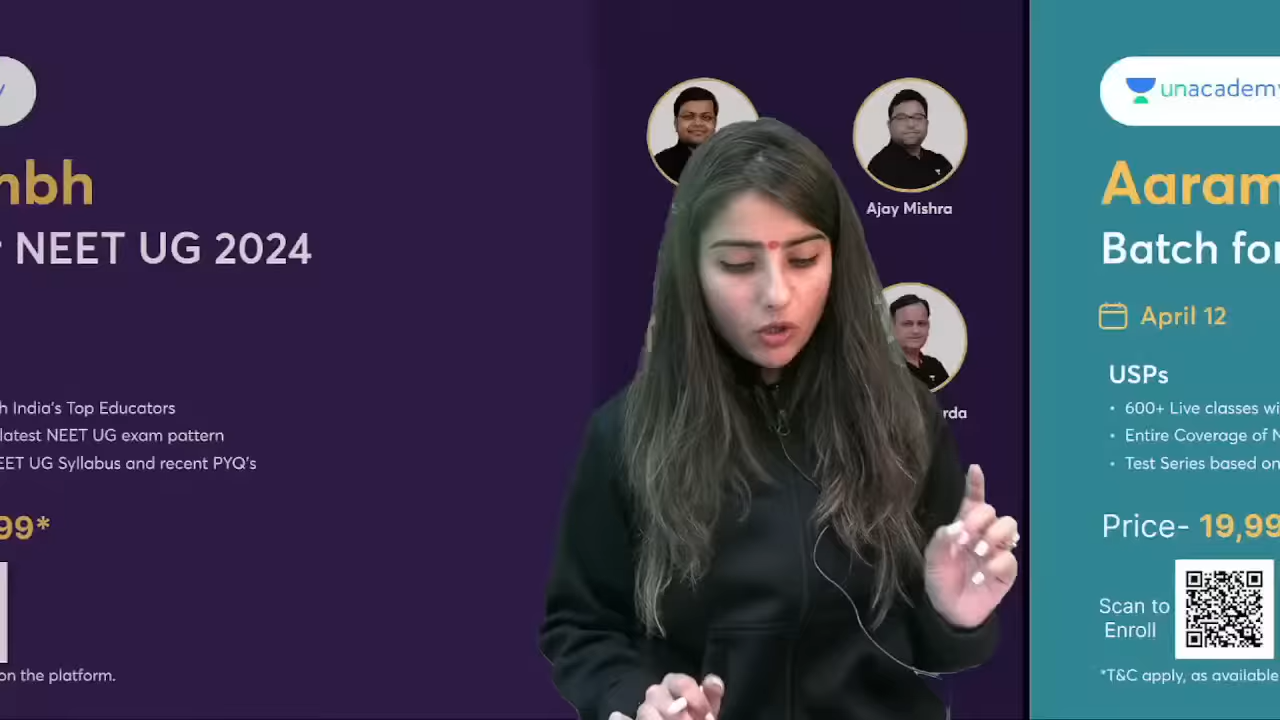 nbh
NEET UG 2024
h India's Top Educators
latest NEET UG exam pattern
EET UG Syllabus and recent PYQ's
99*
on the platform.
Ajay Mishra
rda
unacademy
Aaram
Batch for
April 12
USPs
• 600+ Live classes wi
• Entire Coverage of N
• Test Series based on
Price- 19,99
Scan to
Enroll
*T&C apply, as available